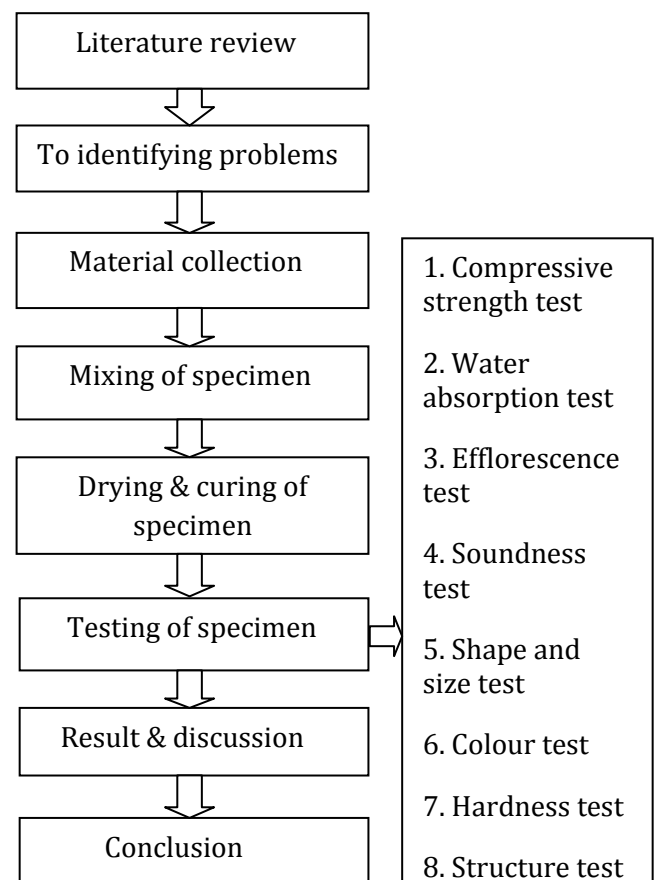 Literature review
To identifying problems
Material collection
Mixing of specimen
Drying & curing of
specimen
Testing of specimen
Result & discussion
Conclusion
1. Compressive
strength test
2. Water
absorption test
3. Efflorescence
test
4. Soundness
test
5. Shape and
size test
6. Colour test
7. Hardness test
8. Structure test